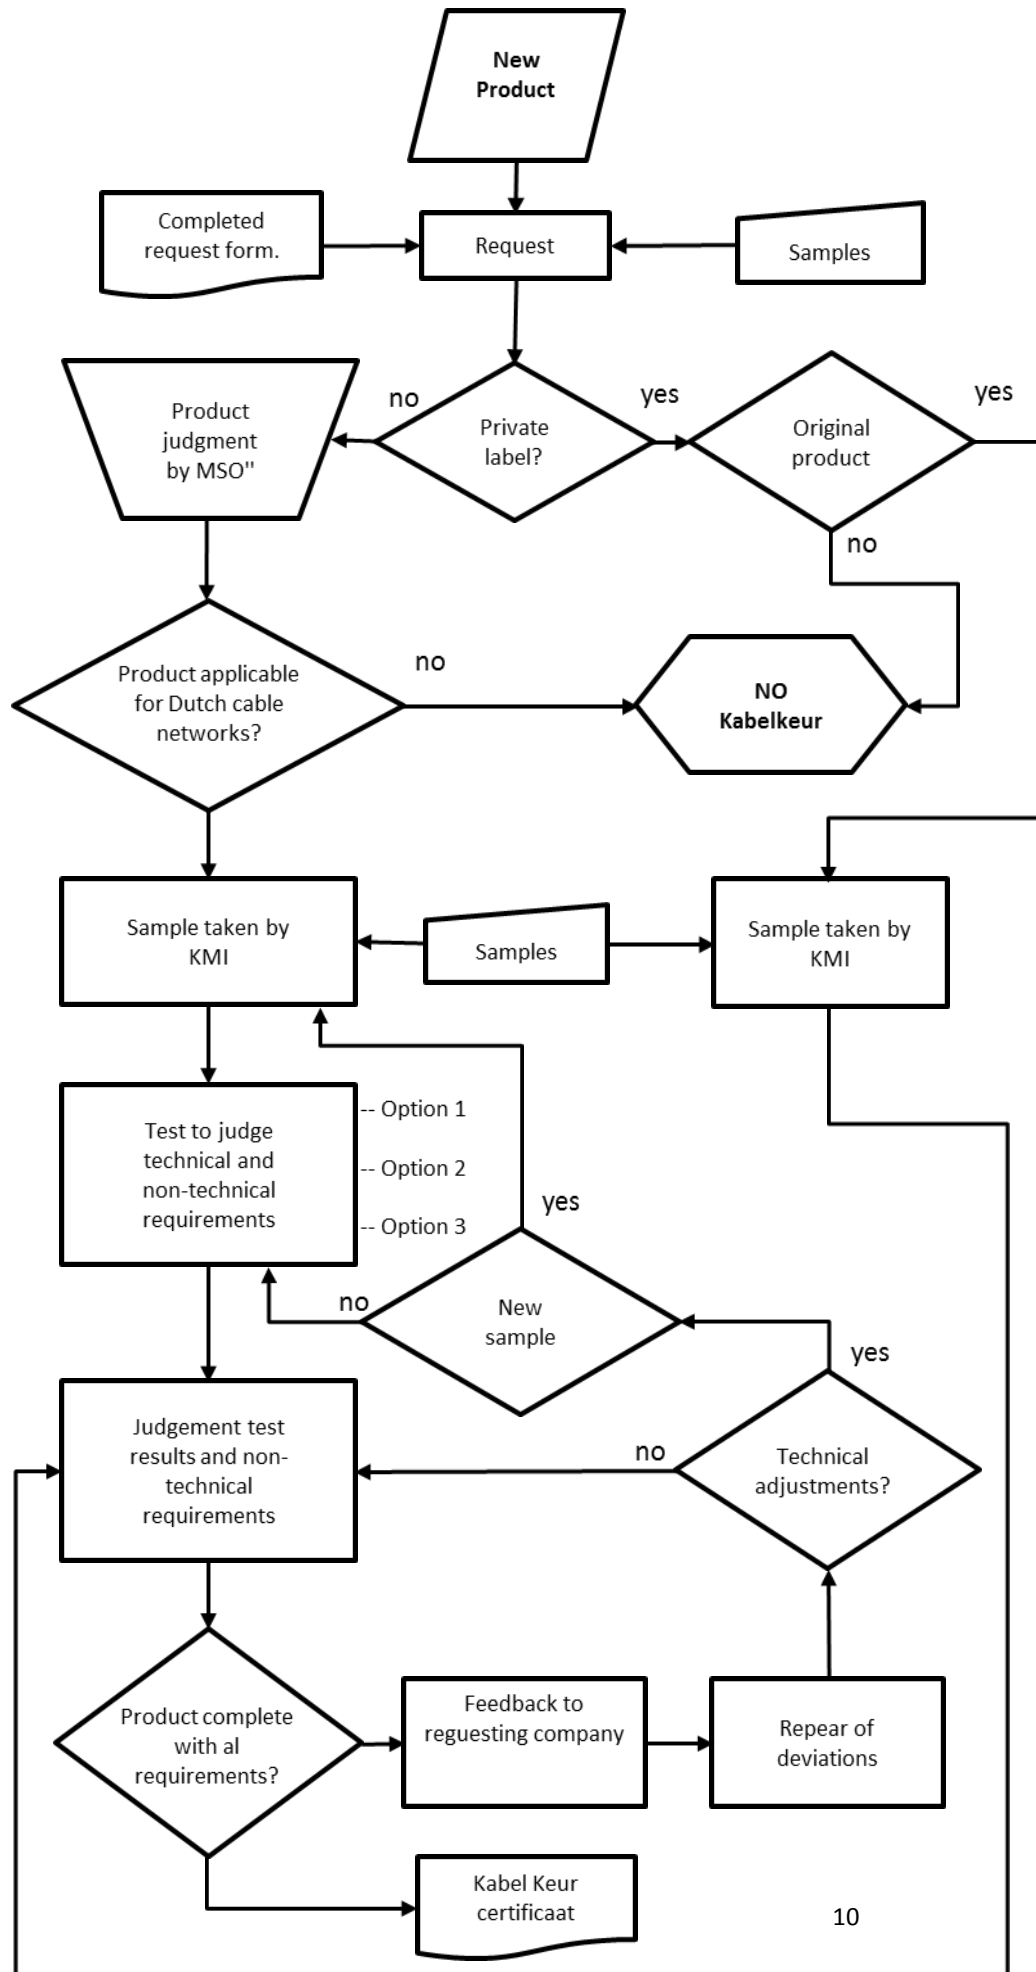 New
Product
Completed
request form.
Request
Samples
no
Private
label?
yes
Original
product
yes
Product
judgment
by MSO"
no
Product applicable
for Dutch cable
networks?
no
NO
Kabelkeur
Sample taken by
KMI
Samples
Sample taken by
KMI
Test to judge
technical and
non-technical
requirements
-- Option 1
-- Option 2
-- Option 3
yes
no
New
sample
yes
Judgement test
results and non-
technical
requirements
no
Technical
adjustments?
Product complete
with al
requirements?
Feedback to
reguesting company
Repear of
deviations
Kabel Keur
certificaat
10